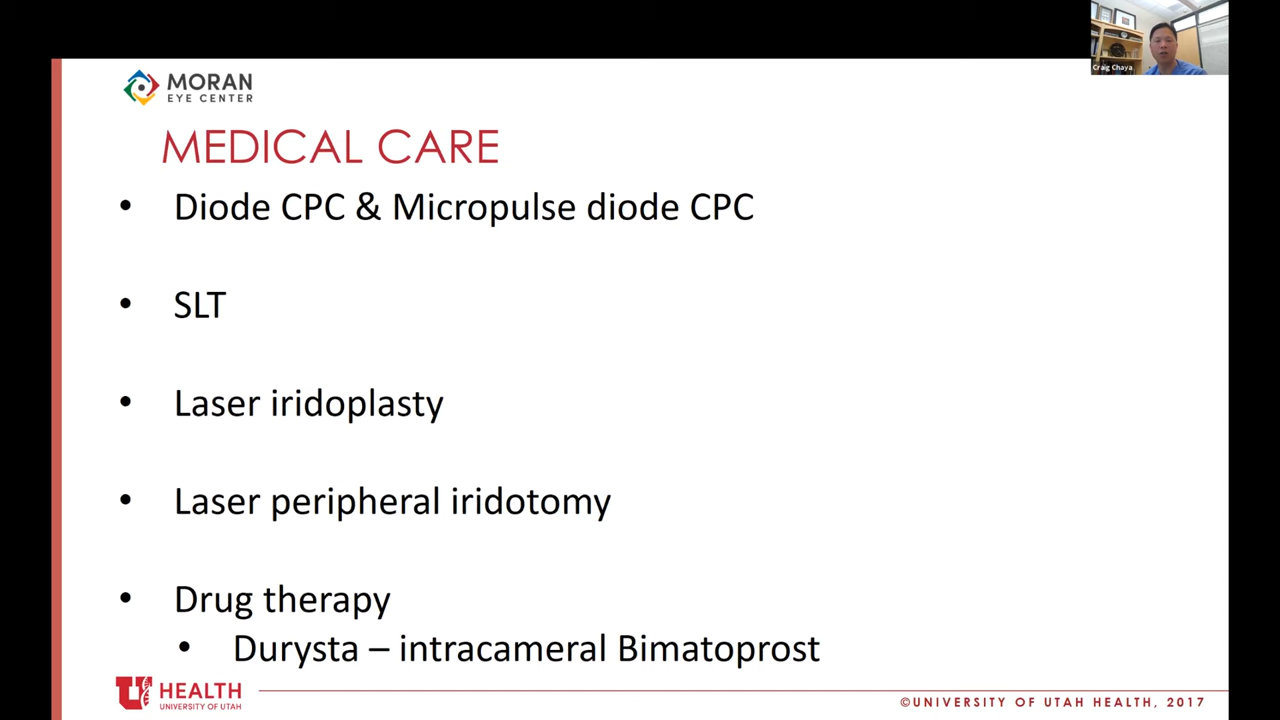 Craig Chaya
MORAN
EYE CENTER
MEDICAL CARE
• Diode CPC & Micropulse diode CPC
• SLT
• Laser iridoplasty
• Laser peripheral iridotomy
• Drug therapy
• Durysta – intracameral Bimatoprost
U HEALTH
UNIVERSITY OF UTAH
©UNIVERSITY OF UTAH HEALTH, 2017